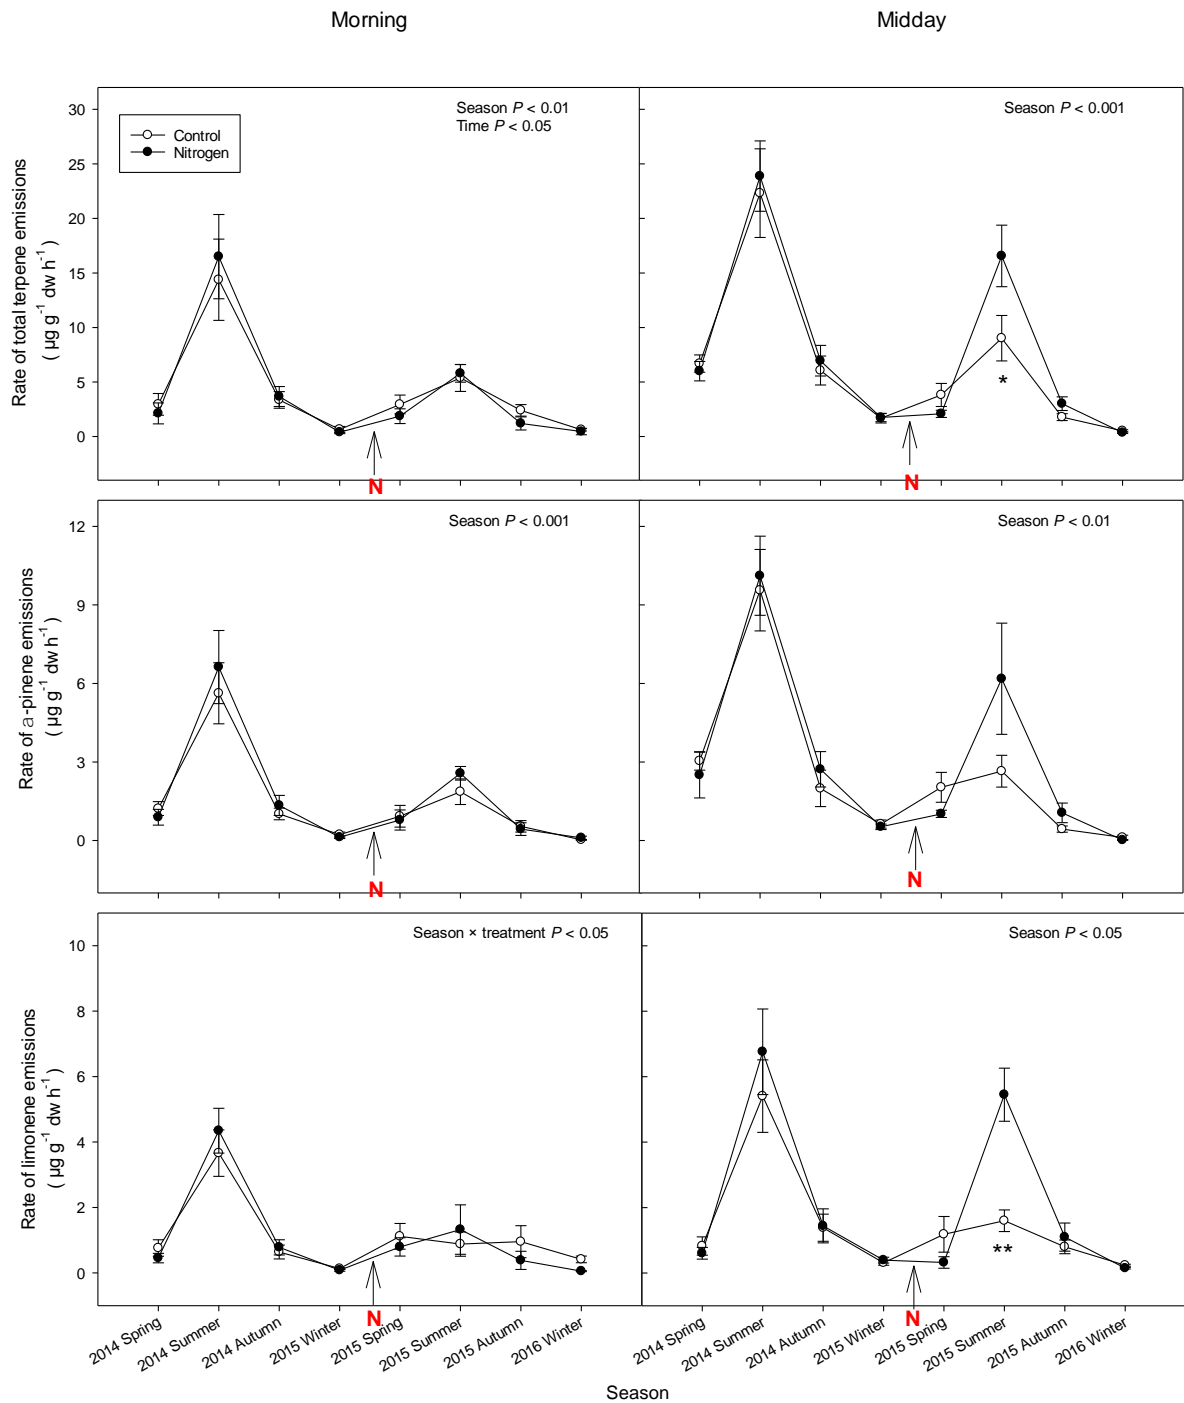 Morning
Midday
Rate of total terpene emissions
( µg g⁻¹ dw h⁻¹ )
30
25
20
15
10
5
0
Control
Nitrogen
Season P < 0.01
Time P < 0.05
N
Season P < 0.001
*
N
Rate of α-pinene emissions
( µg g⁻¹ dw h⁻¹ )
12
9
6
3
0
Season P < 0.001
N
Season P < 0.01
N
Rate of limonene emissions
( µg g⁻¹ dw h⁻¹ )
10
8
6
4
2
0
Season × treatment P < 0.05
N
Season P < 0.05
**
N
2014 Spring
2014 Summer
2014 Autumn
2015 Winter
2015 Spring
2015 Summer
2015 Autumn
2016 Winter
2014 Spring
2014 Summer
2014 Autumn
2015 Winter
2015 Spring
2015 Summer
2015 Autumn
2016 Winter
Season